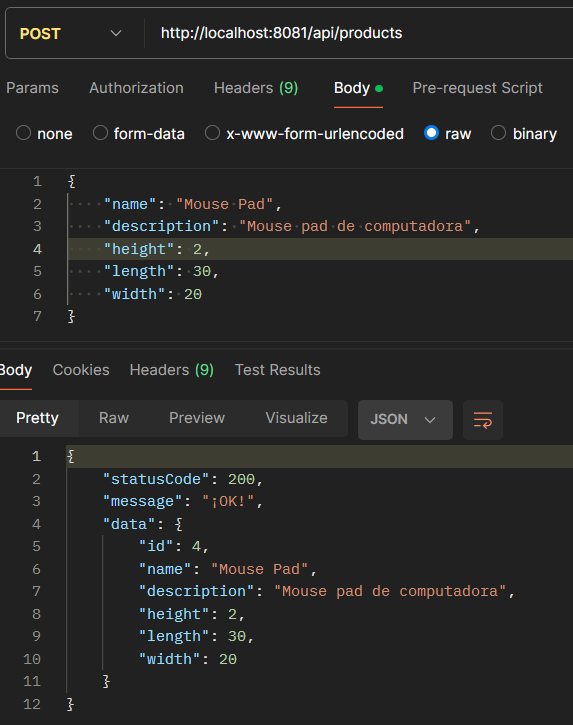 POST http://localhost:8081/api/products
Params Authorization Headers (9) Body Pre-request Script
none form-data x-www-form-urlencoded raw binary
1 {
2 "name": "Mouse Pad",
3 "description": "Mouse pad de computadora",
4 "height": 2,
5 "length": 30,
6 "width": 20
7 }
Body Cookies Headers (9) Test Results
Pretty Raw Preview Visualize JSON
1 {
2 "statusCode": 200,
3 "message": "¡OK!",
4 "data": {
5 "id": 4,
6 "name": "Mouse Pad",
7 "description": "Mouse pad de computadora",
8 "height": 2,
9 "length": 30,
10 "width": 20
11 }
12 }